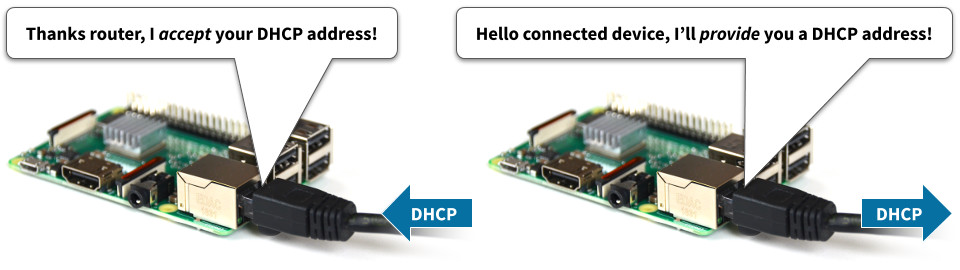 Thanks router, I accept your DHCP address!
Hello connected device, I’ll provide you a DHCP address!
DHCP
DHCP